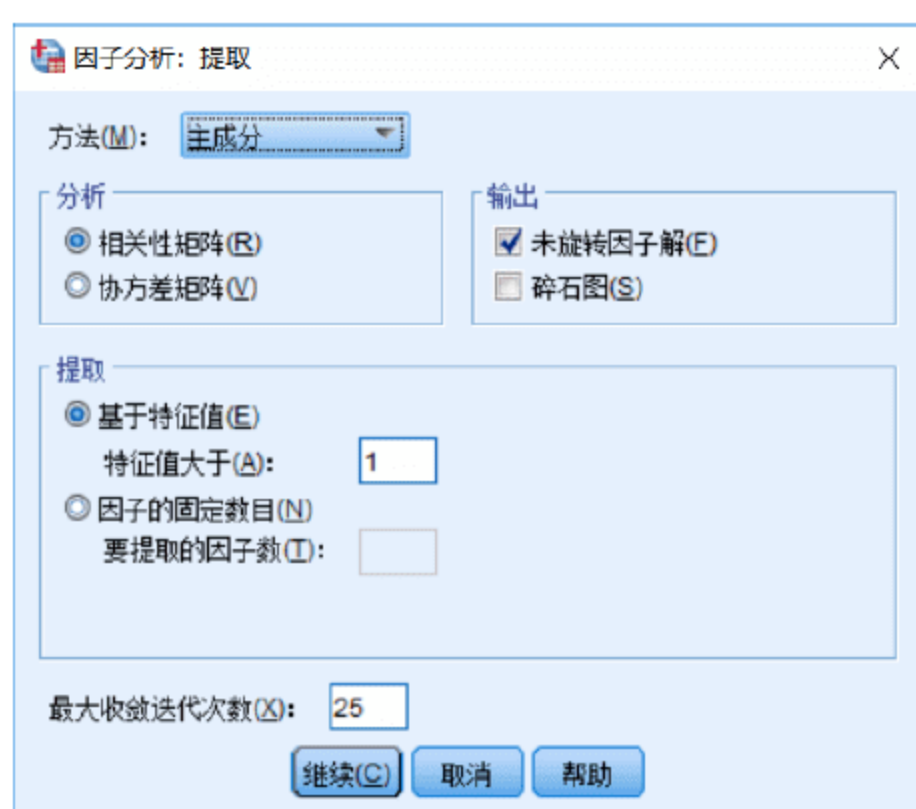 因子分析：提取
方法(M)： 主成分
分析
相关性矩阵(R)
协方差矩阵(V)
输出
未旋转因子解(F)
碎石图(S)
提取
基于特征值(E)
特征值大于(A)： 1
因子的固定数目(N)
要提取的因子数(T)：
最大收敛迭代次数(X)： 25
继续(C) 取消 帮助